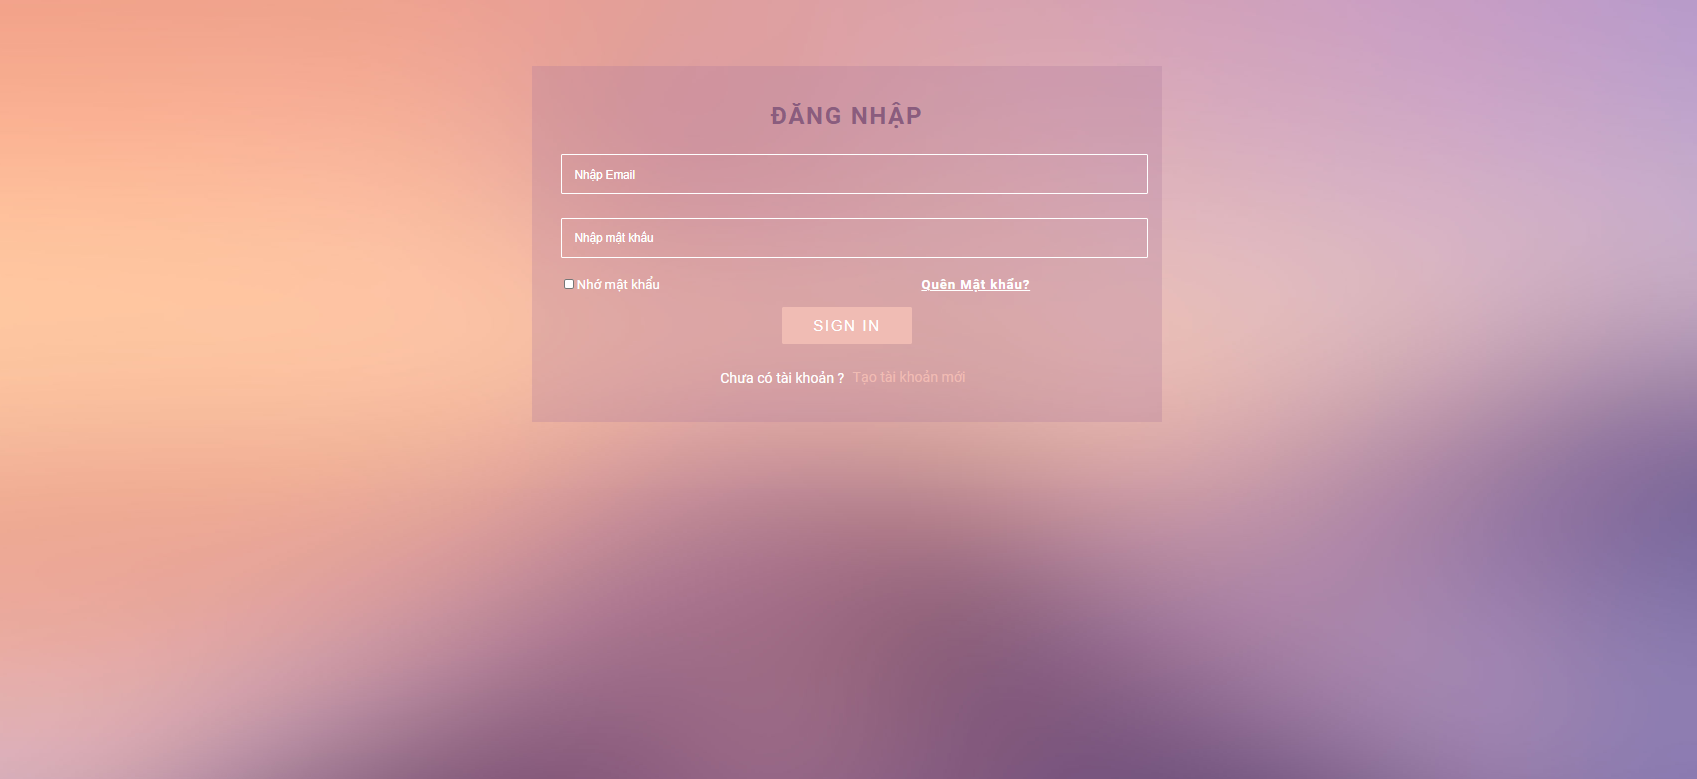 ĐĂNG NHẬP
Nhập Email
Nhập mật khẩu
Nhớ mật khẩu Quên Mật khẩu?
SIGN IN
Chưa có tài khoản ? Tạo tài khoản mới